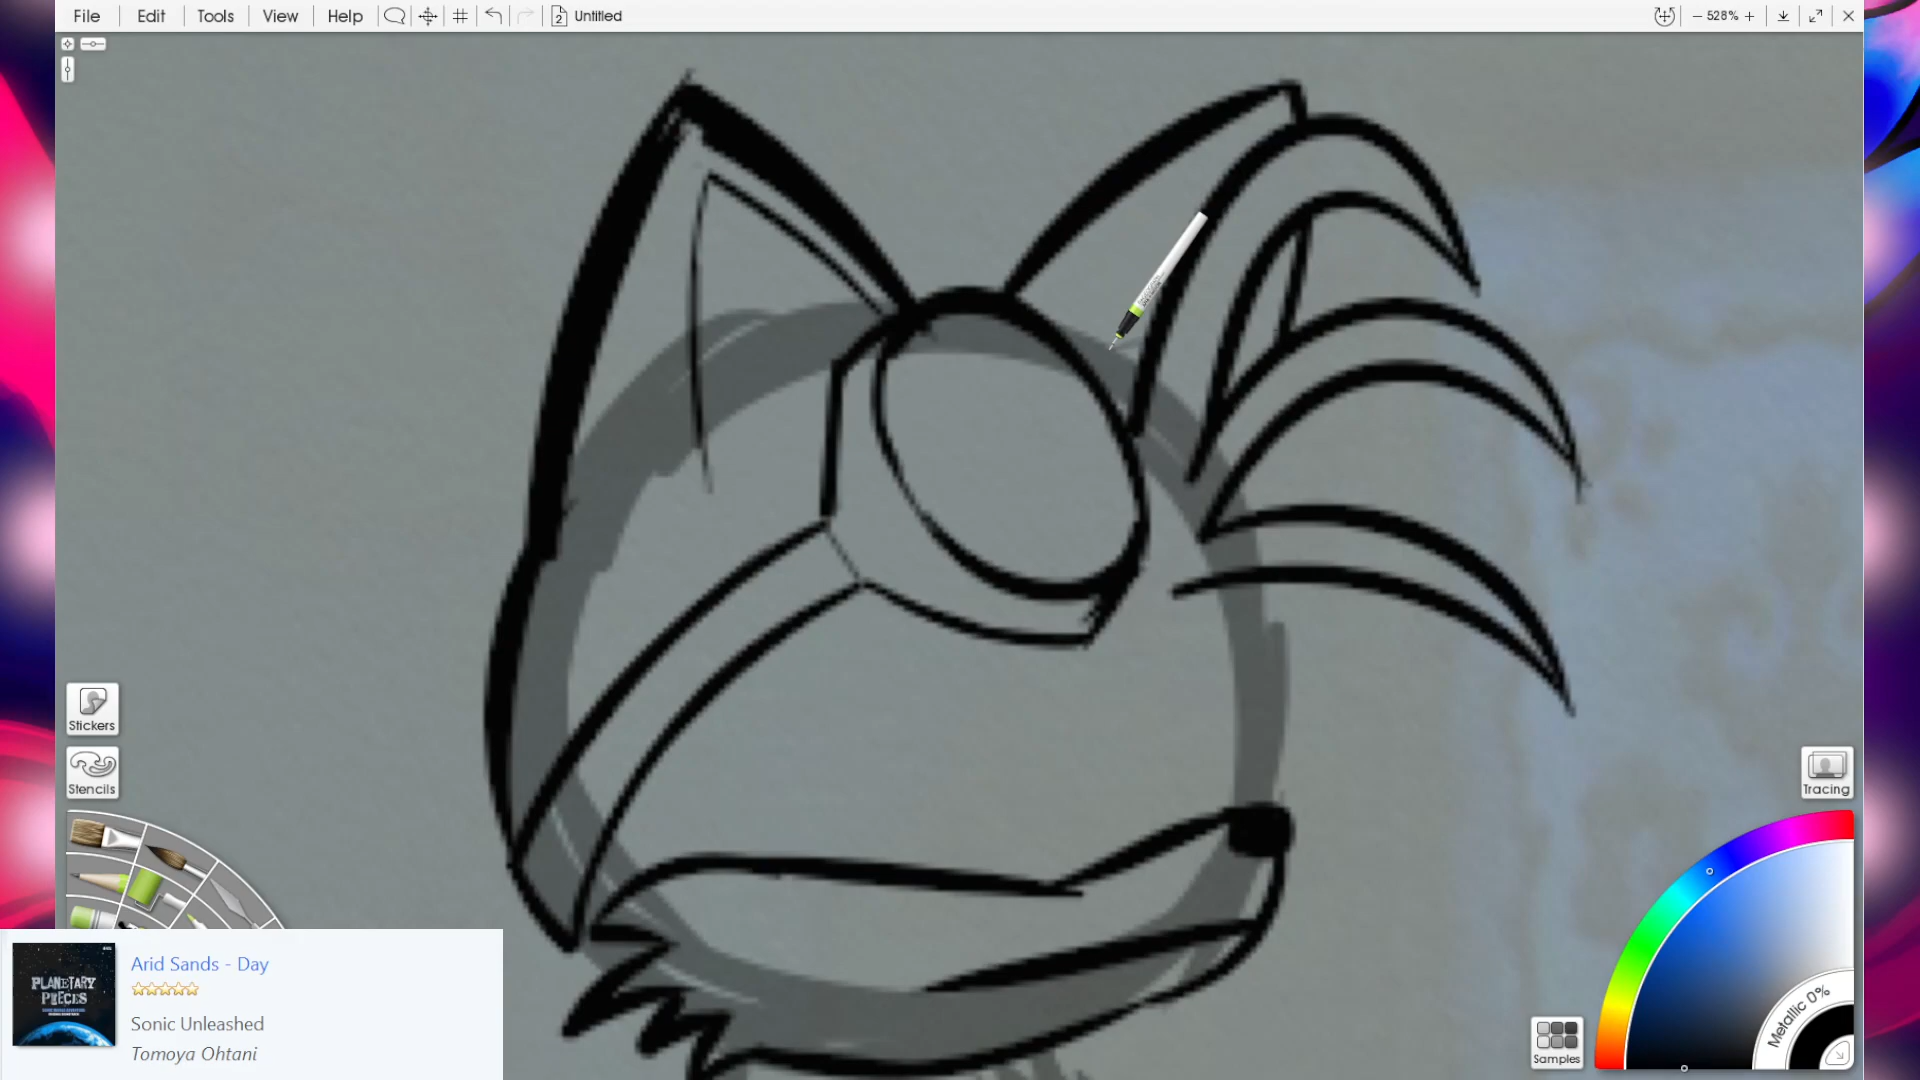 File Edit Tools View Help 2 Untitled 528%
Stickers
Stencils
Tracing
Metallic 0%
Samples
PLANETARY
PIECES
Arid Sands - Day
Sonic Unleashed
Tomoya Ohtani